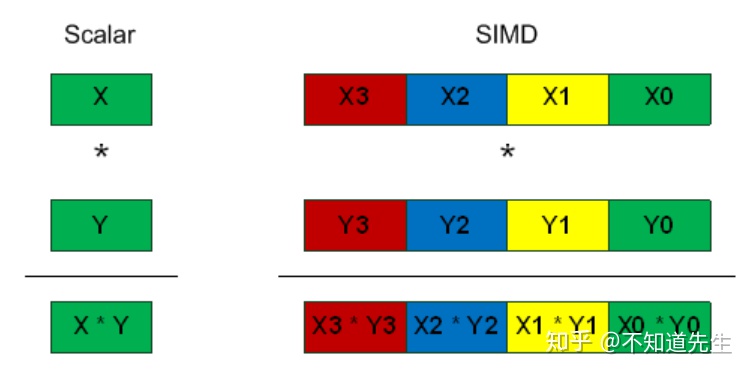 Scalar SIMD
X X3 X2 X1 X0
* *
Y Y3 Y2 Y1 Y0
X * Y X3 * Y3 X2 * Y2 X1 * Y1 X0 * Y0
知乎 @不知道先生